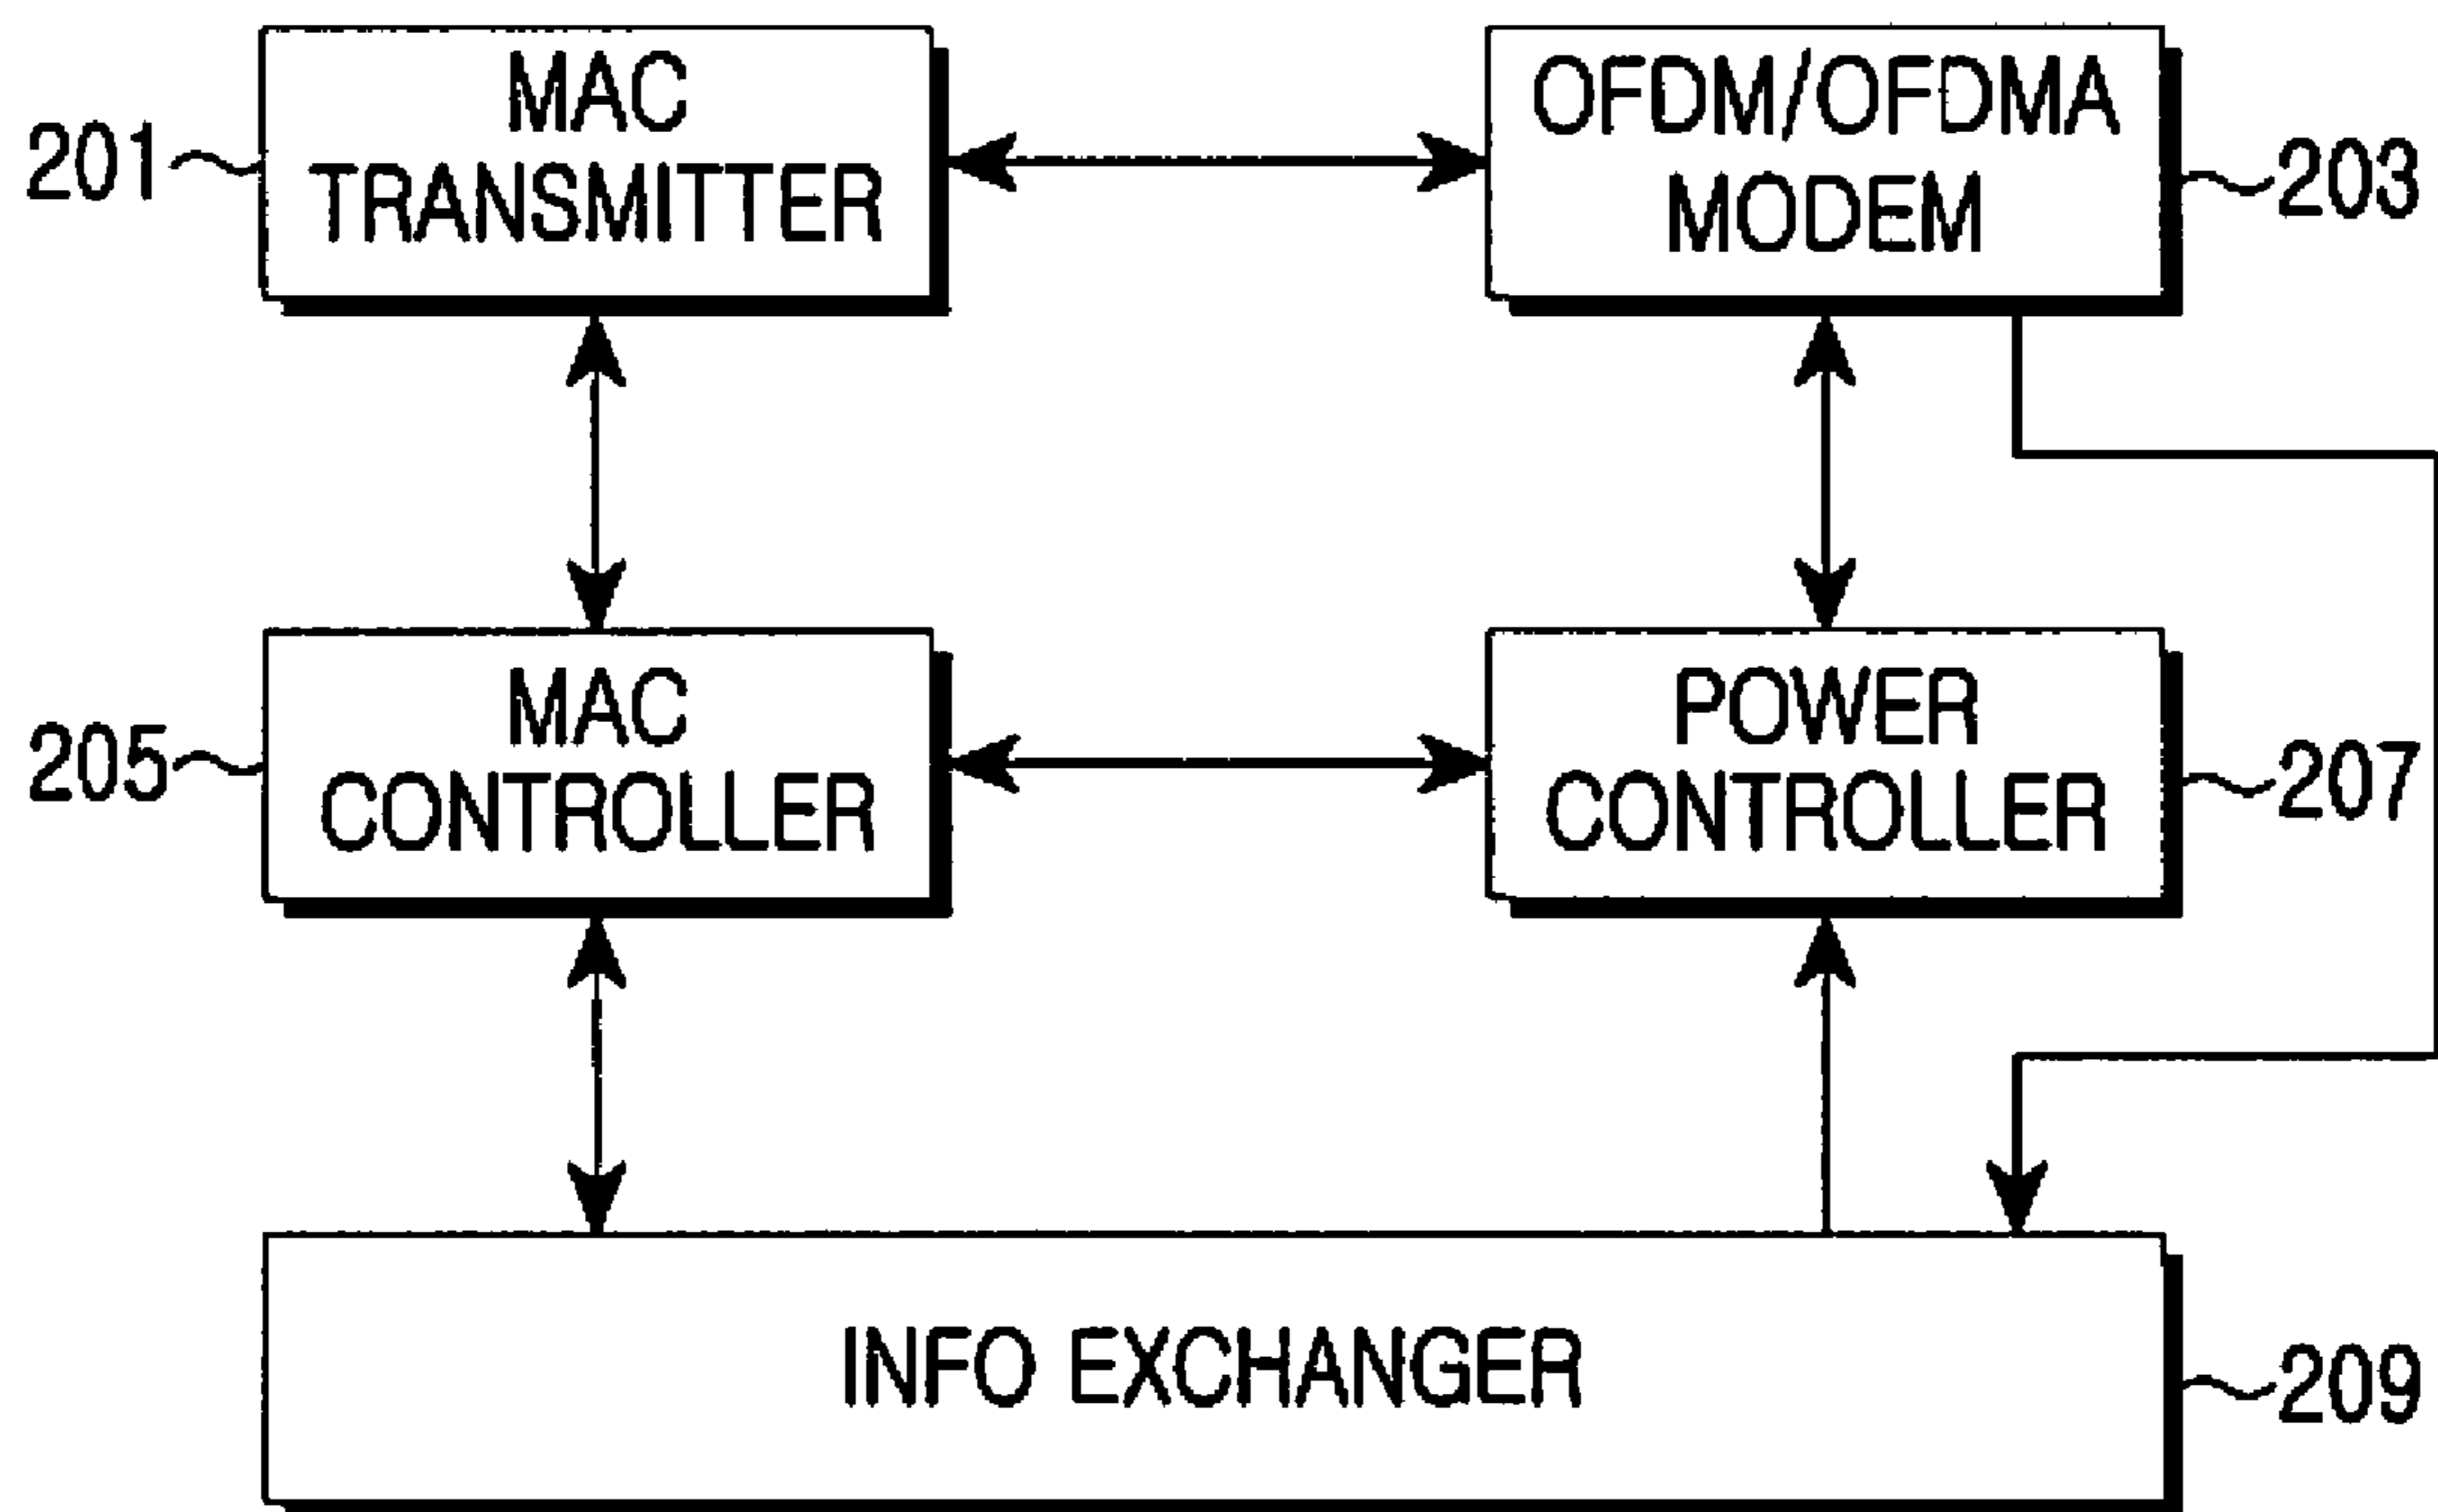 MAC
TRANSMITTER
201
OFDM/OFDMA
MODEM
203
MAC
CONTROLLER
205
POWER
CONTROLLER
207
INFO EXCHANGER
209